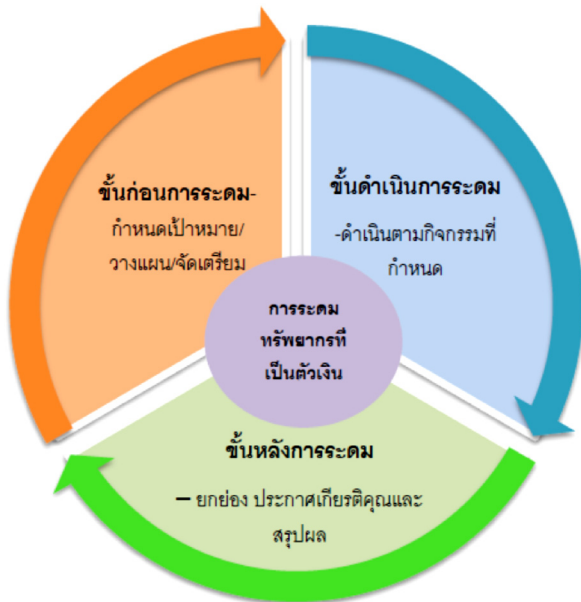 ขั้นก่อนการระดม-
กำหนดเป้าหมาย/
วางแผน/จัดเตรียม
ขั้นดำเนินการระดม
-ดำเนินตามกิจกรรมที่
กำหนด
การระดม
ทรัพยากรที่
เป็นตัวเงิน
ขั้นหลังการระดม
– ยกย่อง ประกาศเกียรติคุณและ
สรุปผล